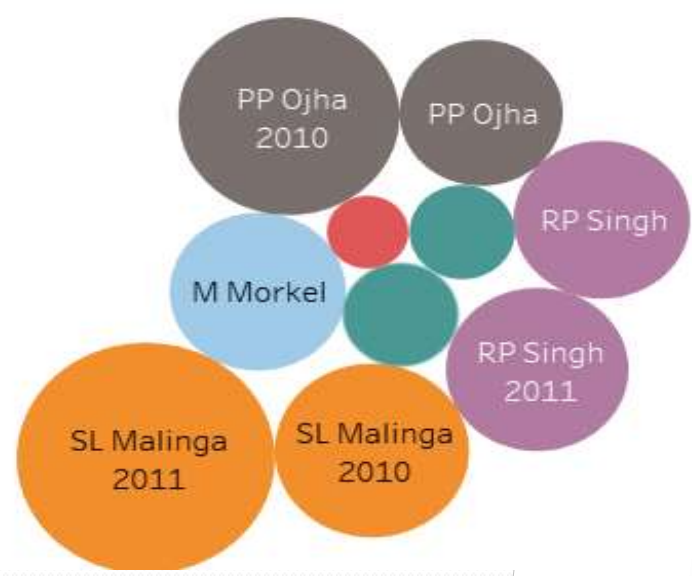 PP Ojha
2010
PP Ojha
RP Singh
M Morkel
RP Singh
2011
SL Malinga
2011
SL Malinga
2010